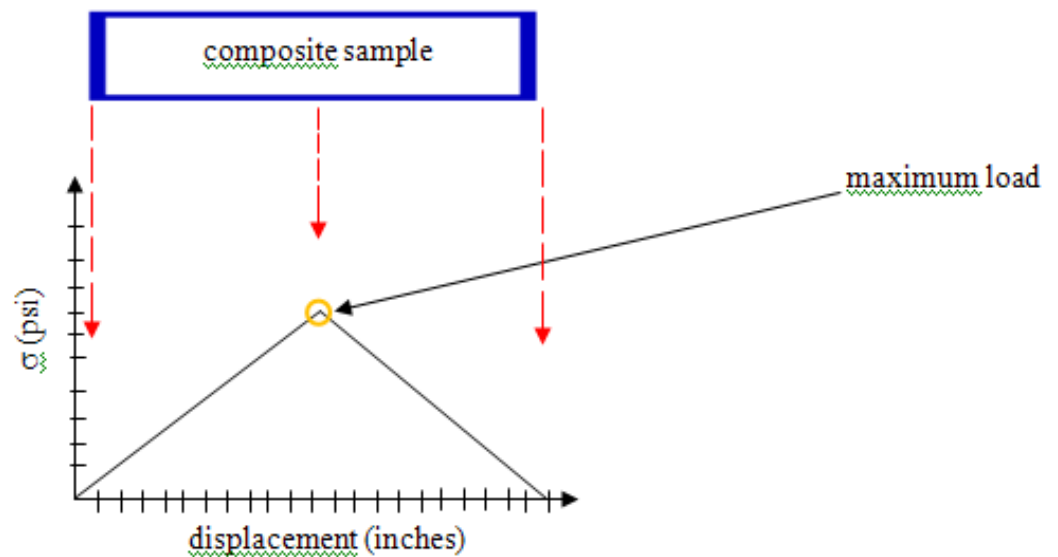 composite sample
maximum load
σ (psi)
displacement (inches)